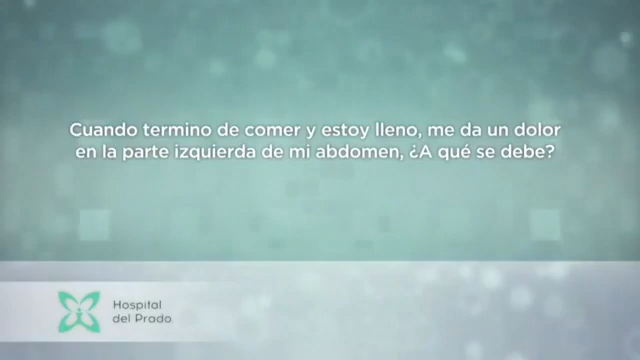 Cuando termino de comer y estoy lleno, me da un dolor
en la parte izquierda de mi abdomen, ¿A qué se debe?
Hospital
del Prado